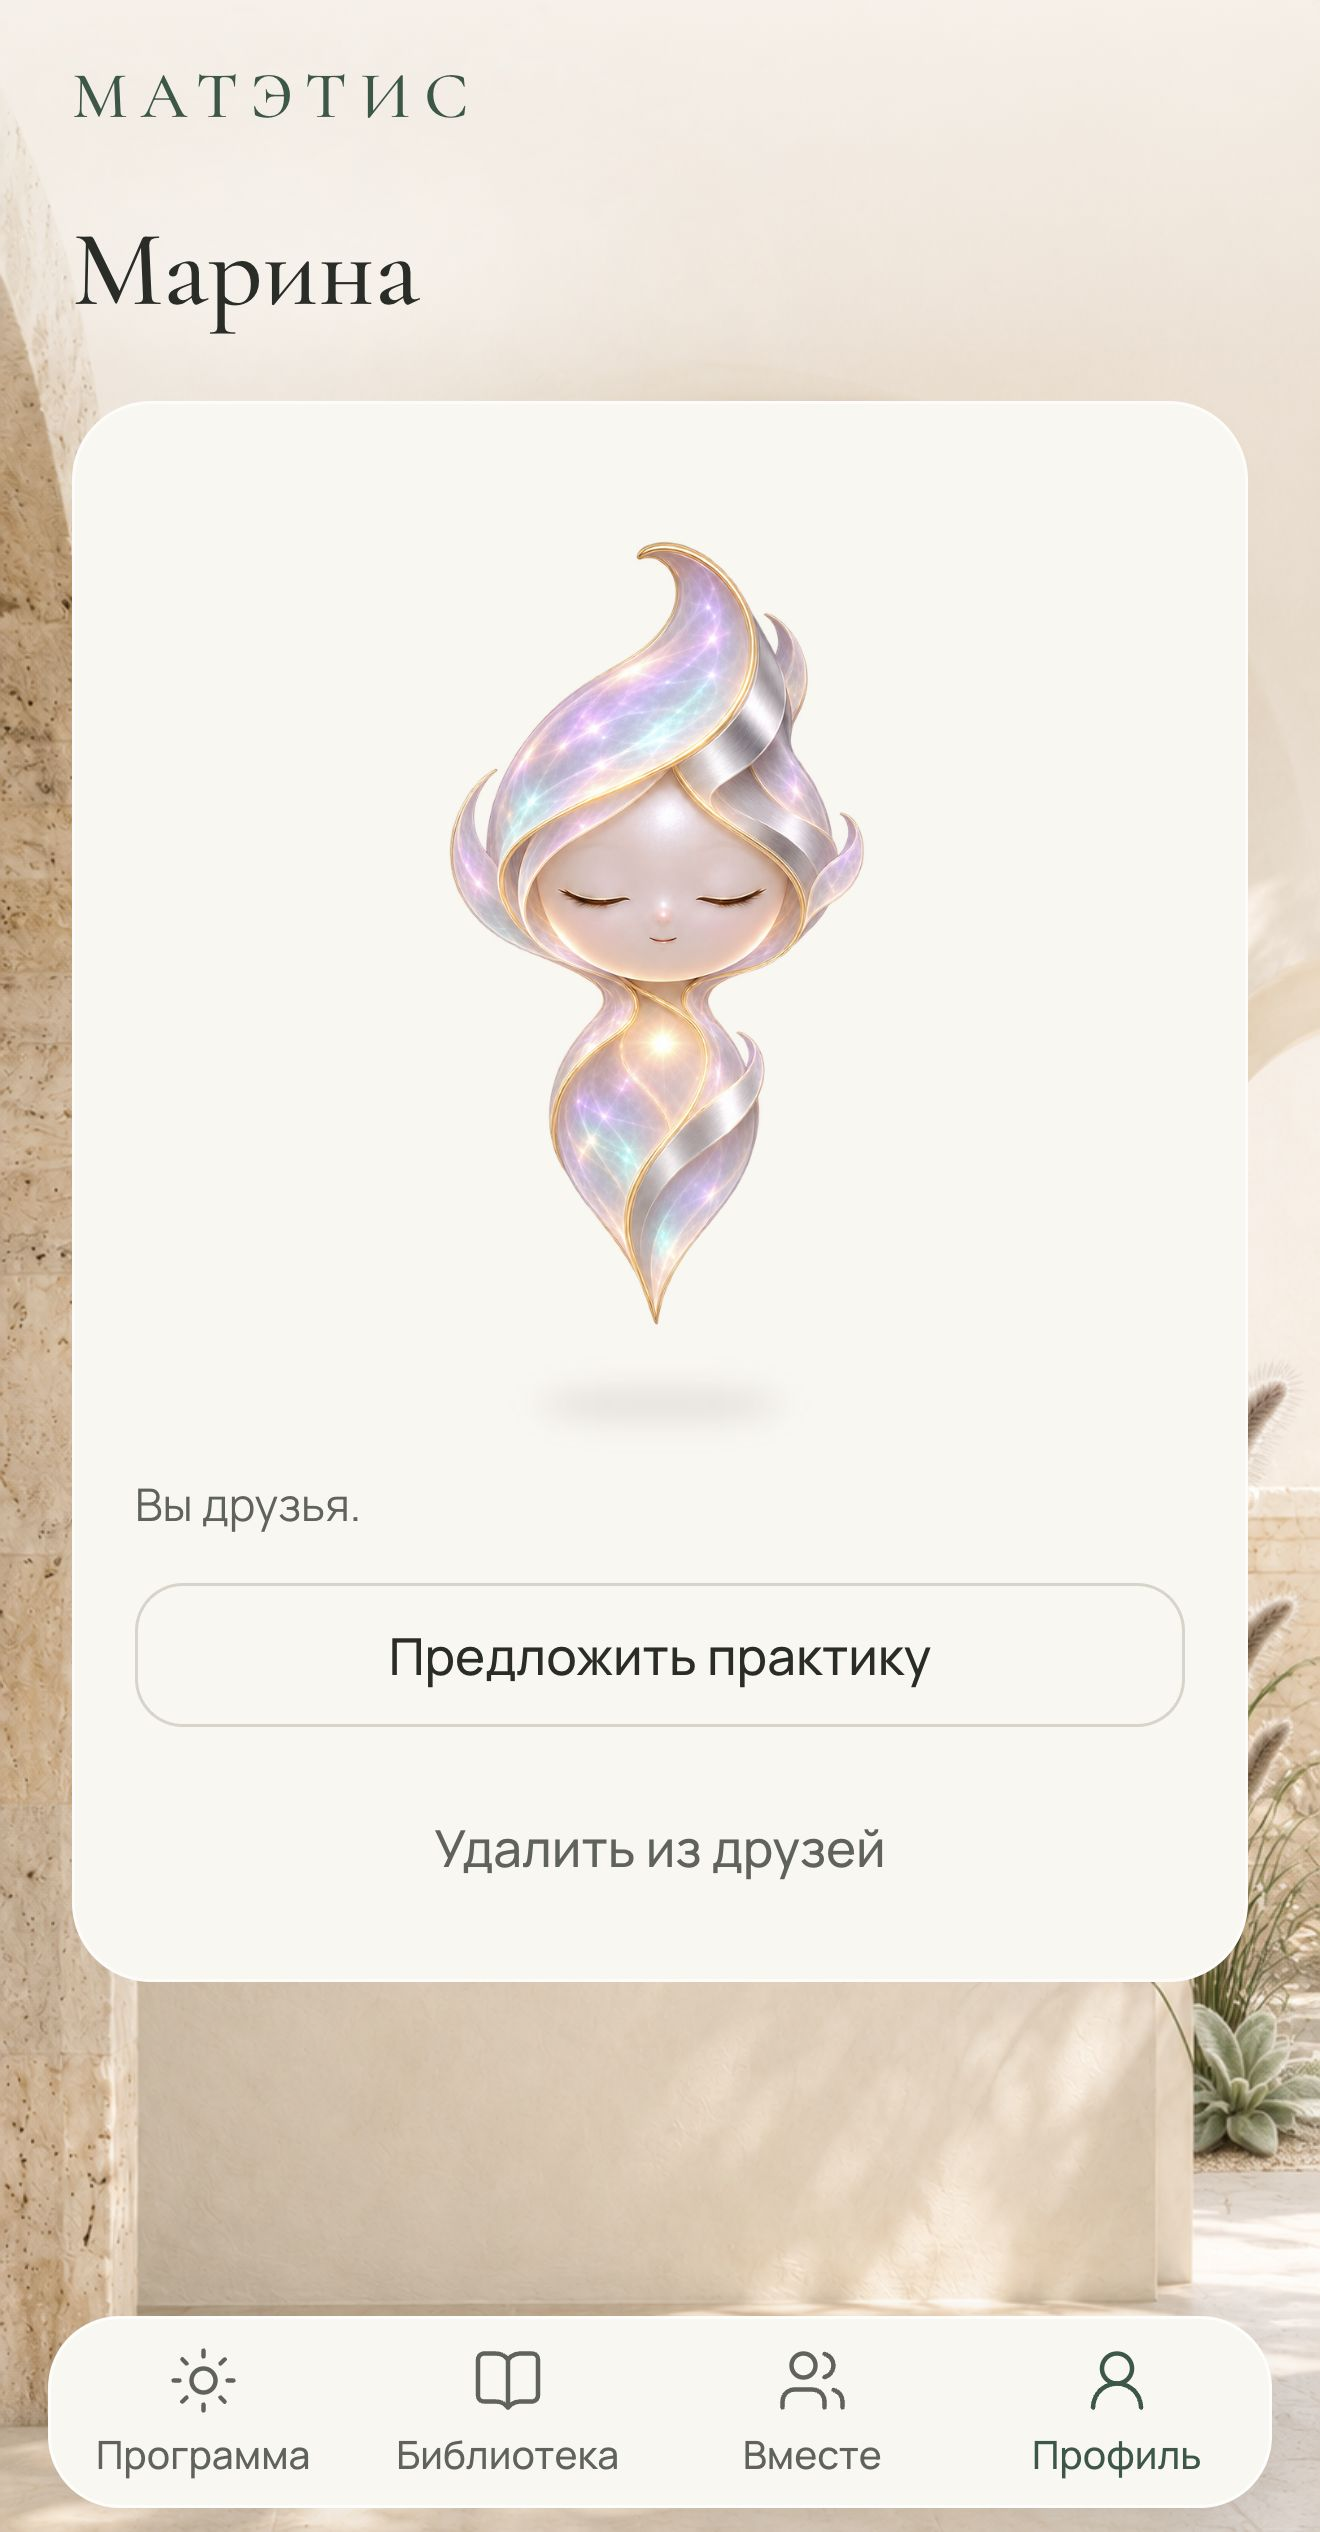 МАТЭТИС
Марина
Вы друзья.
Предложить практику
Удалить из друзей
Программа
Библиотека
Вместе
Профиль